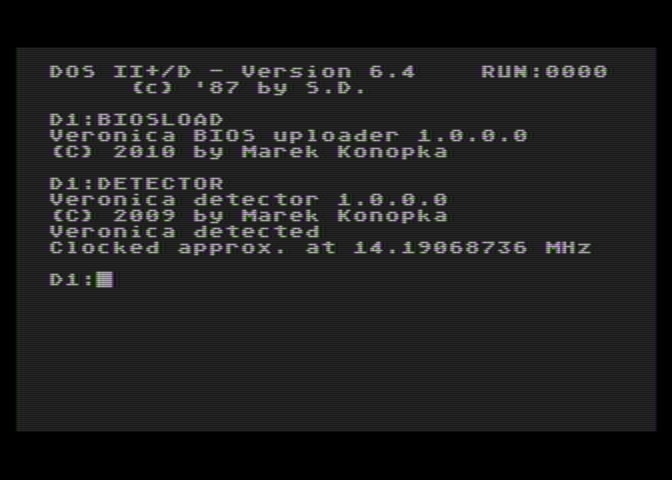 DOS II+/D - Version 6.4    RUN:0000
(c) '87 by S.D.
D1:BIOSLOAD
Veronica BIOS uploader 1.0.0.0
(C) 2010 by Marek Konopka
D1:DETECTOR
Veronica detector 1.0.0.0
(C) 2009 by Marek Konopka
Veronica detected
Clocked approx. at 14.19068736 MHz
D1: